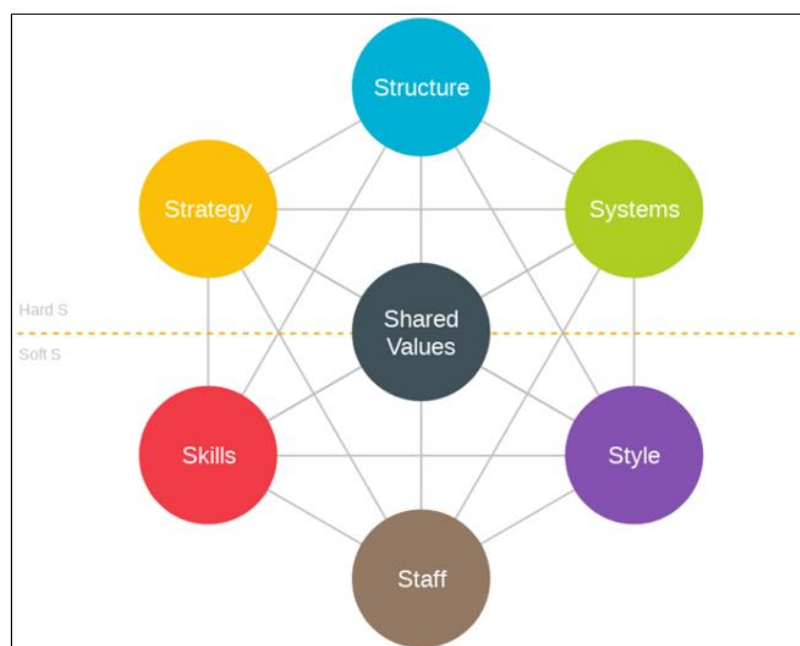 Structure
Strategy
Systems
Hard S
Shared
Values
Soft S
Skills
Style
Staff